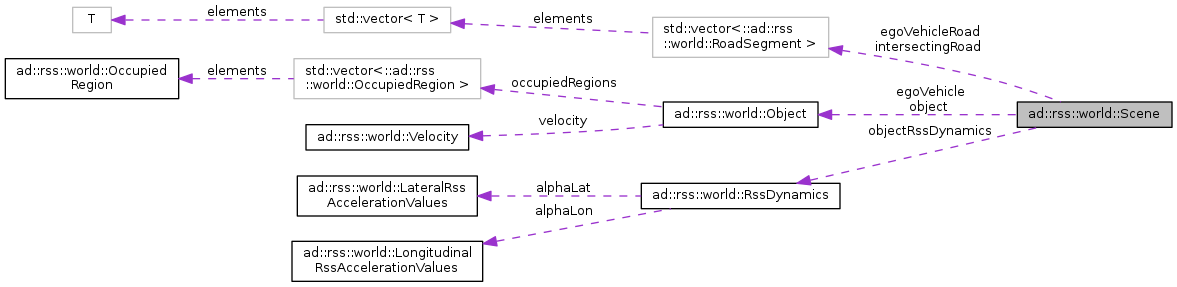 T
elements
std::vector< T >
elements
std::vector<::ad::rss
::world::RoadSegment >
egoVehicleRoad
intersectingRoad
ad::rss::world::Occupied
Region
elements
std::vector<::ad::rss
::world::OccupiedRegion >
occupiedRegions
ad::rss::world::Object
egoVehicle
object
ad::rss::world::Scene
ad::rss::world::Velocity
velocity
objectRssDynamics
ad::rss::world::LateralRss
AccelerationValues
alphaLat
ad::rss::world::RssDynamics
alphaLon
ad::rss::world::Longitudinal
RssAccelerationValues